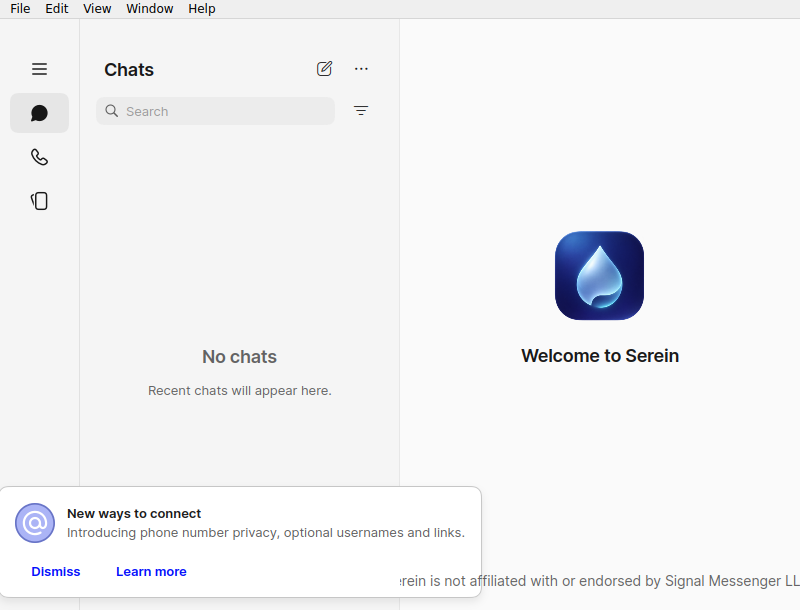 File Edit View Window Help
Chats
Search
No chats
Recent chats will appear here.
Welcome to Serein
New ways to connect
Introducing phone number privacy, optional usernames and links.
Dismiss Learn more
is not affiliated with or endorsed by Signal Messenger